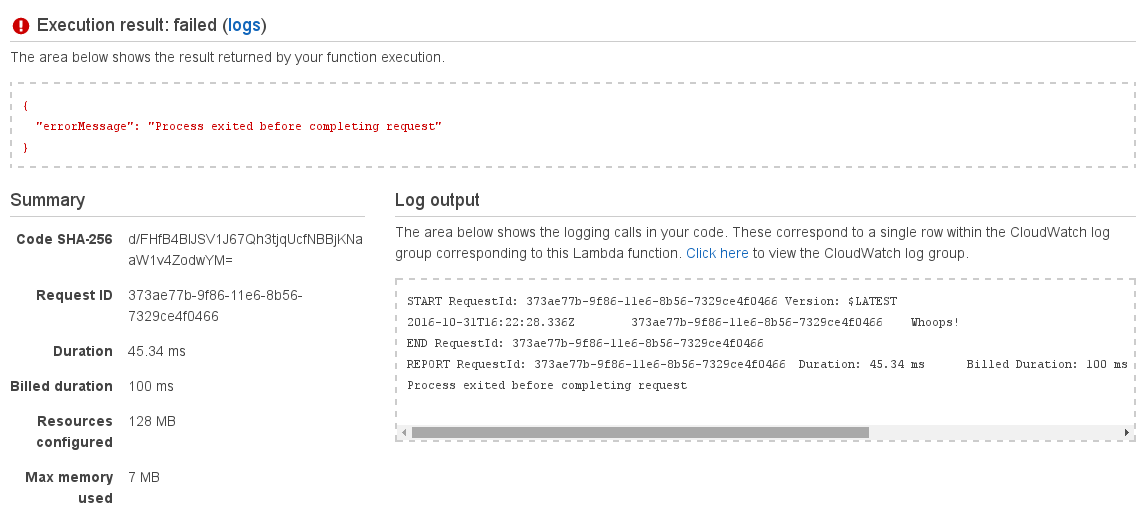 Execution result: failed (logs)
The area below shows the result returned by your function execution.
{
"errorMessage": "Process exited before completing request"
}
Summary
Code SHA-256 d/FHfB4BlJSV1J67Qh3tjqUcfNBBjKNa
aW1v4ZodwYM=
Request ID 373ae77b-9f86-11e6-8b56-
7329ce4f0466
Duration 45.34 ms
Billed duration 100 ms
Resources 128 MB
configured
Max memory 7 MB
used
Log output
The area below shows the logging calls in your code. These correspond to a single row within the CloudWatch log
group corresponding to this Lambda function. Click here to view the CloudWatch log group.
START RequestId: 373ae77b-9f86-11e6-8b56-7329ce4f0466 Version: $LATEST
2016-10-31T16:22:28.336Z 373ae77b-9f86-11e6-8b56-7329ce4f0466 Whoops!
END RequestId: 373ae77b-9f86-11e6-8b56-7329ce4f0466
REPORT RequestId: 373ae77b-9f86-11e6-8b56-7329ce4f0466 Duration: 45.34 ms Billed Duration: 100 ms
Process exited before completing request